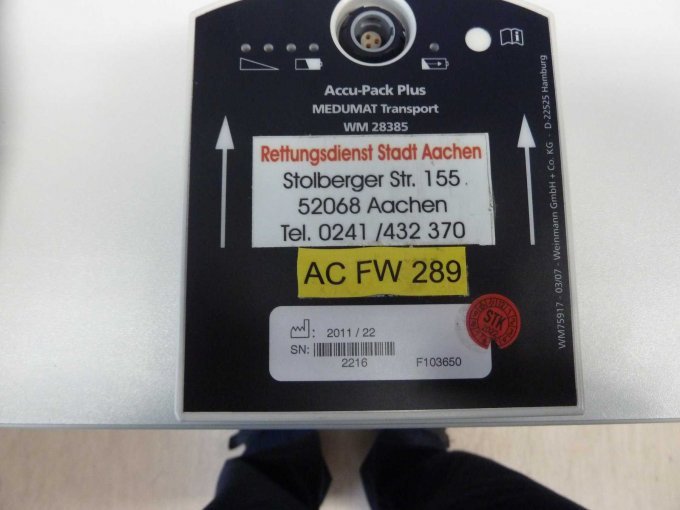 Accu-Pack Plus
MEDUMAT Transport
WM 28385
Rettungsdienst Stadt Aachen
Stolberger Str. 155
52068 Aachen
Tel. 0241 /432 370
AC FW 289
: 2011 / 22
SN:
2216 F103650
STK
WM75917 - 03/07 - Weinmann GmbH + Co. KG - D-22525 Hamburg